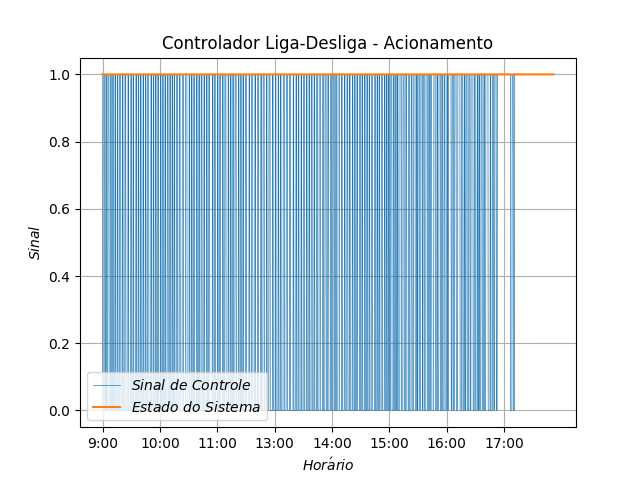 Controlador Liga-Desliga - Acionamento
1.0
0.8
0.6
0.4
0.2
0.0
Sinal
Sinal de Controle
Estado do Sistema
9:00 10:00 11:00 12:00 13:00 14:00 15:00 16:00 17:00
Horário